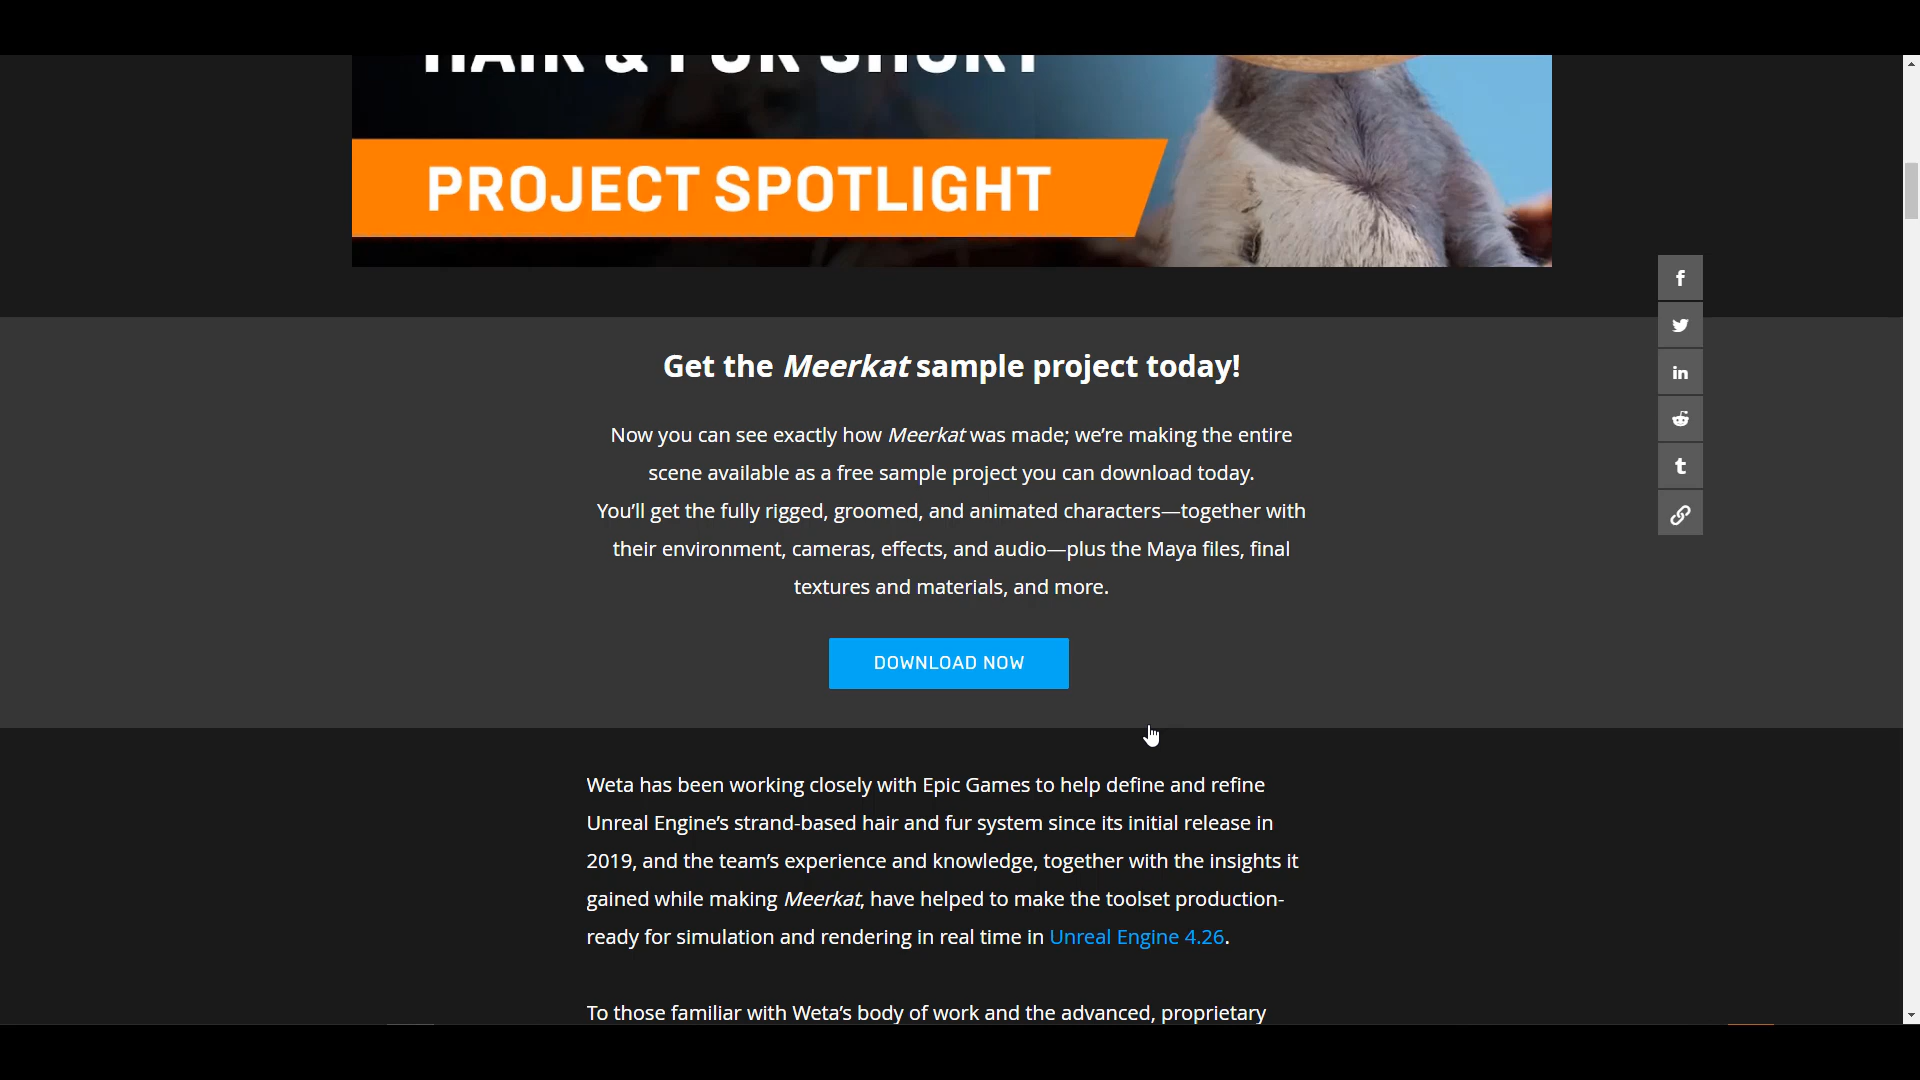 HAIR & FUR SHORT
PROJECT SPOTLIGHT
Get the Meerkat sample project today!
Now you can see exactly how Meerkat was made; we’re making the entire
scene available as a free sample project you can download today.
You’ll get the fully rigged, groomed, and animated characters—together with
their environment, cameras, effects, and audio—plus the Maya files, final
textures and materials, and more.
DOWNLOAD NOW
Weta has been working closely with Epic Games to help define and refine
Unreal Engine’s strand-based hair and fur system since its initial release in
2019, and the team’s experience and knowledge, together with the insights it
gained while making Meerkat, have helped to make the toolset production-
ready for simulation and rendering in real time in Unreal Engine 4.26.
To those familiar with Weta’s body of work and the advanced, proprietary